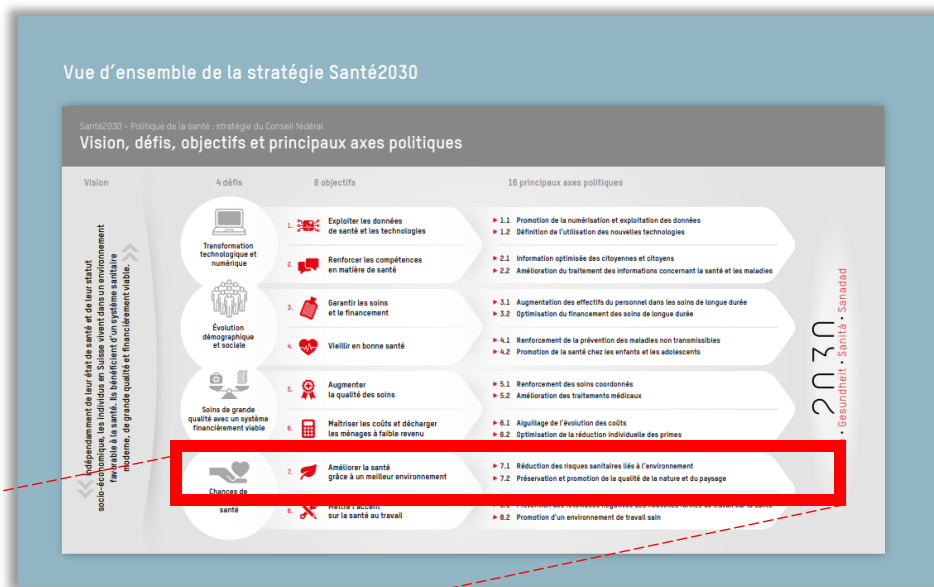 Vue d'ensemble de la stratégie Santé2030
Santé2030 – Politique de la santé : stratégie du Conseil fédéral
Vision, défis, objectifs et principaux axes politiques
Vision
4 défis
8 objectifs
16 principaux axes politiques
Indépendamment de leur état de santé et de leur statut
socio-économique, les individus en Suisse vivent dans un environnement
favorable à la santé. Ils bénéficient d'un système sanitaire
moderne, de grande qualité et financièrement viable.
Transformation
technologique et
numérique
1. Exploiter les données
de santé et les technologies
▶ 1.1 Promotion de la numérisation et exploitation des données
▶ 1.2 Définition de l'utilisation des nouvelles technologies
2. Renforcer les compétences
en matière de santé
▶ 2.1 Information optimisée des citoyennes et citoyens
▶ 2.2 Amélioration du traitement des informations concernant la santé et les maladies
Évolution
démographique
et sociale
3. Garantir les soins
et le financement
▶ 3.1 Augmentation des effectifs du personnel dans les soins de longue durée
▶ 3.2 Optimisation du financement des soins de longue durée
4. Vieillir en bonne santé
▶ 4.1 Renforcement de la prévention des maladies non transmissibles
▶ 4.2 Promotion de la santé chez les enfants et les adolescents
Soins de grande
qualité avec un système
financièrement viable
5. Augmenter
la qualité des soins
▶ 5.1 Renforcement des soins coordonnés
▶ 5.2 Amélioration des traitements médicaux
6. Maîtriser les coûts et décharger
les ménages à faible revenu
▶ 6.1 Aiguillage de l'évolution des coûts
▶ 6.2 Optimisation de la réduction individuelle des primes
Chances de
santé
7. Améliorer la santé
grâce à un meilleur environnement
▶ 7.1 Réduction des risques sanitaires liés à l'environnement
▶ 7.2 Préservation et promotion de la qualité de la nature et du paysage
8. Mettre l'accent
sur la santé au travail
▶ 8.2 Promotion d'un environnement de travail sain
2030
• Gesundheit • Sanità • Sanadad